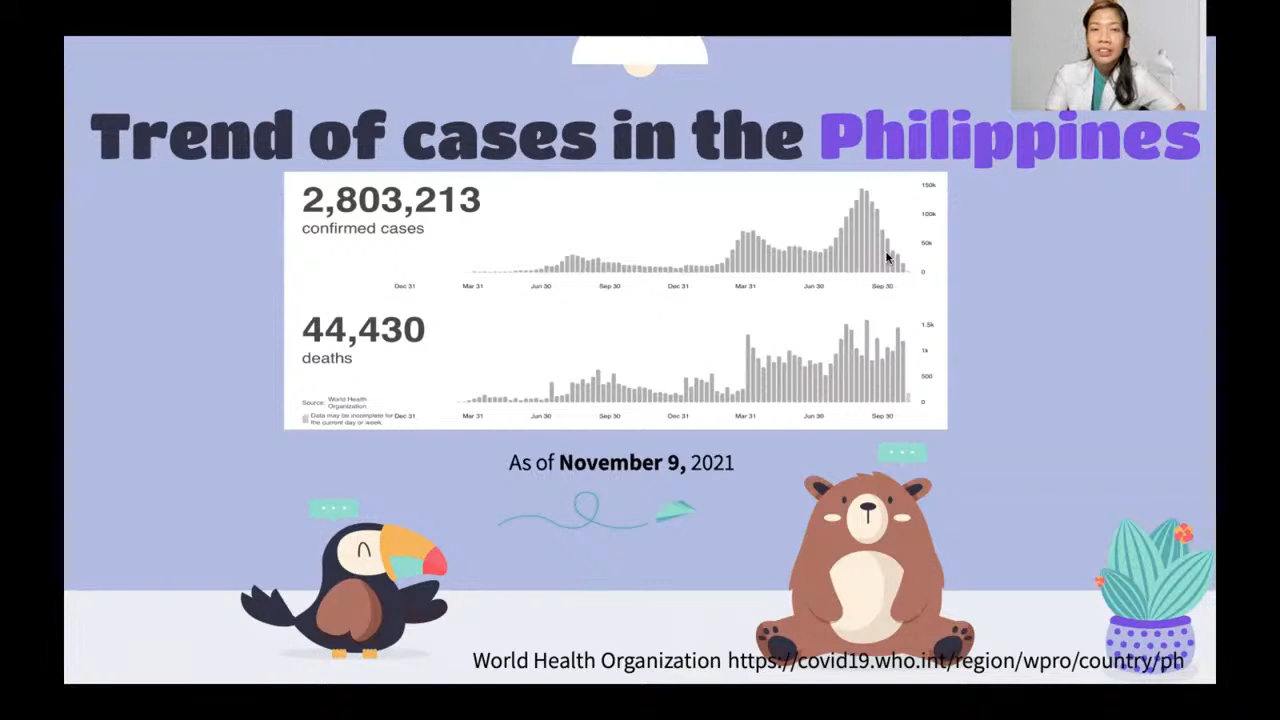 Trend of cases in the Philippines
2,803,213
confirmed cases
150k
100k
50k
0
Dec 31 Mar 31 Jun 30 Sep 30 Dec 31 Mar 31 Jun 30 Sep 30
44,430
deaths
1.5k
1k
500
0
Source: World Health
Organization
Data may be incomplete for
the current day or week.
Dec 31 Mar 31 Jun 30 Sep 30 Dec 31 Mar 31 Jun 30 Sep 30
As of November 9, 2021
World Health Organization https://covid19.who.int/region/wpro/country/ph